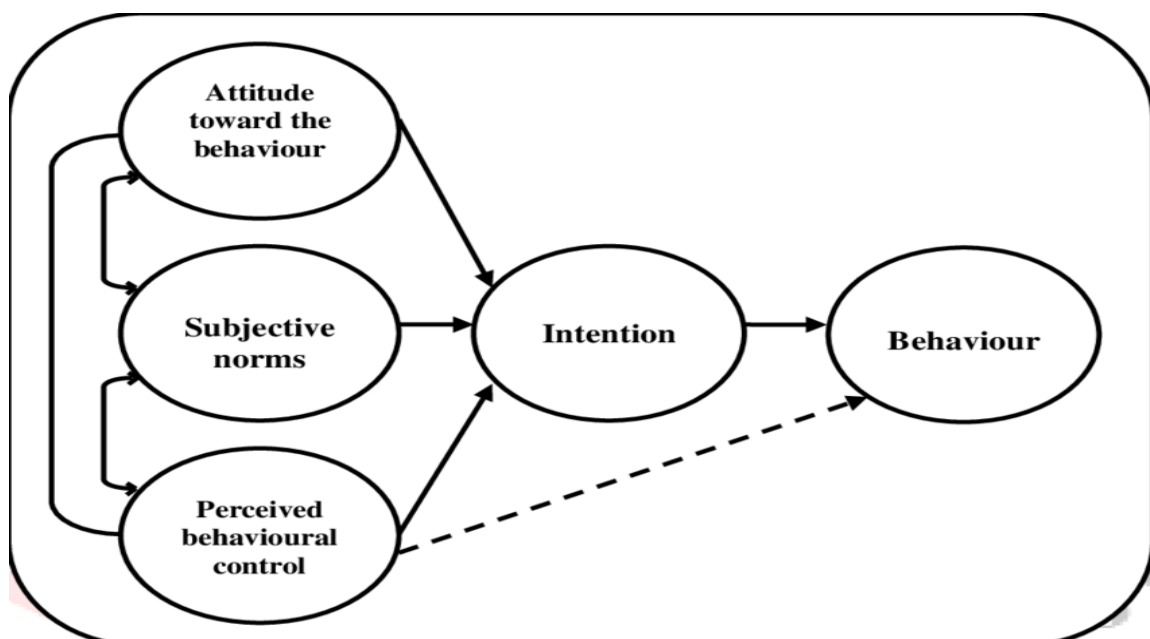 Attitude
toward the
behaviour
Subjective
norms
Intention
Behaviour
Perceived
behavioural
control